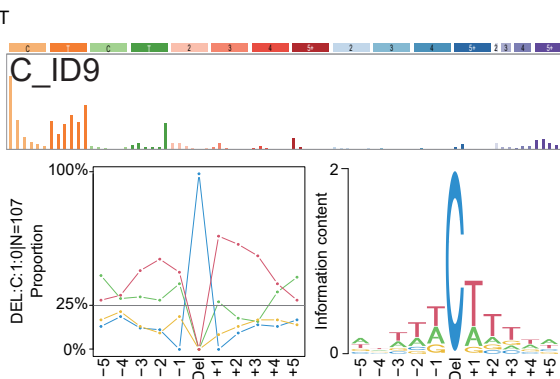 T
C T C T 2 3 4 5+ 2 3 4 5+ 2 3 4 5+
C_ID9
DEL:C:1:0|N=107
Proportion
100%
25%
0%
−5 −4 −3 −2 −1 Del +1 +2 +3 +4 +5
Information content
2
0
T T T T C T T T T
A A A A A A A A A
−5 −4 −3 −2 −1 Del +1 +2 +3 +4 +5